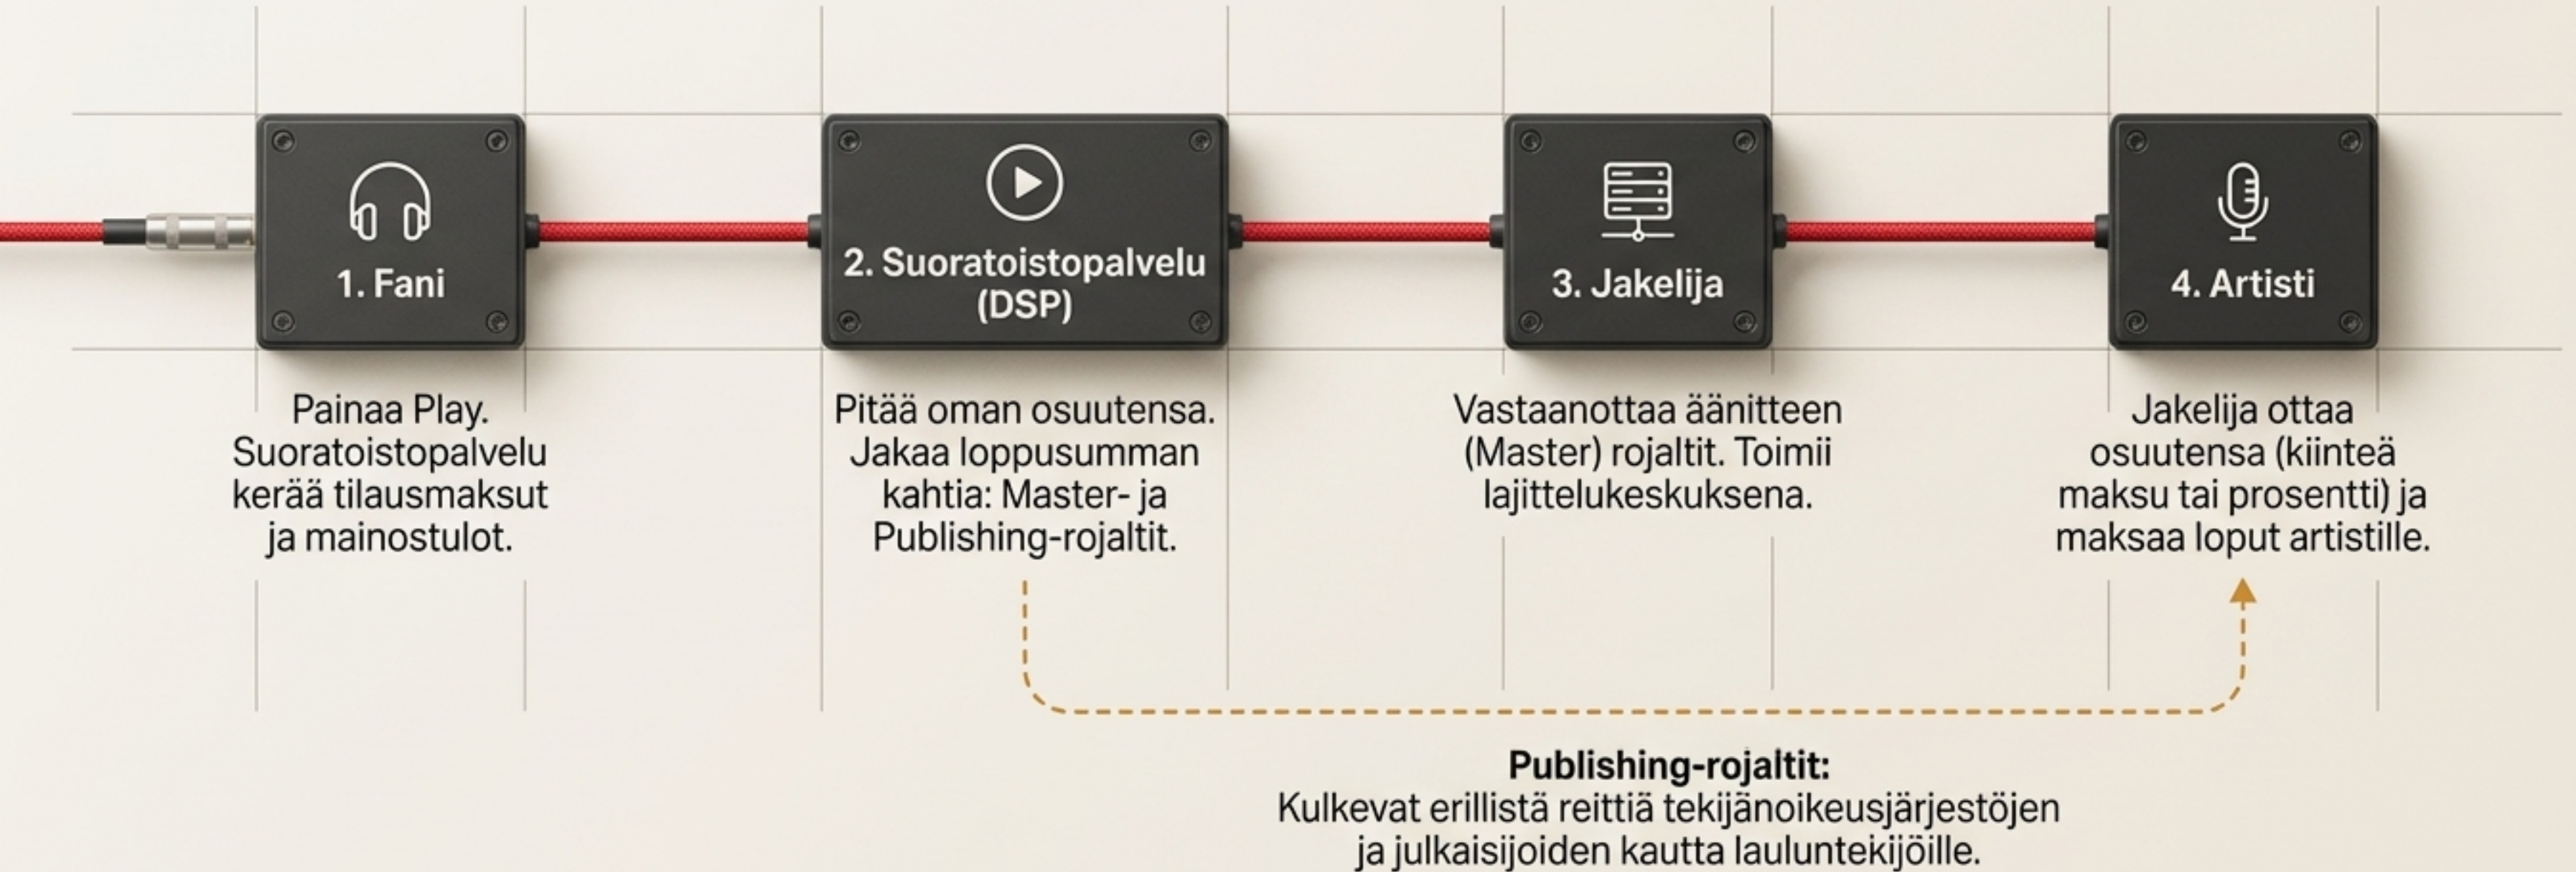 1. Fani
Painaa Play.
Suoratoistopalvelu
kerää tilausmaksut
ja mainostulot.
2. Suoratoistopalvelu
(DSP)
Pitää oman osuutensa.
Jakaa loppusumman
kahtia: Master- ja
Publishing-rojaltit.
3. Jakelija
Vastaanottaa äänitteen
(Master) rojaltit. Toimii
lajittelukeskuksena.
4. Artisti
Jakelija ottaa
osuutensa (kiinteä
maksu tai prosentti) ja
maksaa loput artistille.
Publishing-rojaltit:
Kulkevat erillistä reittiä tekijänoikeusjärjestöjen
ja julkaisijoiden kautta lauluntekijöille.